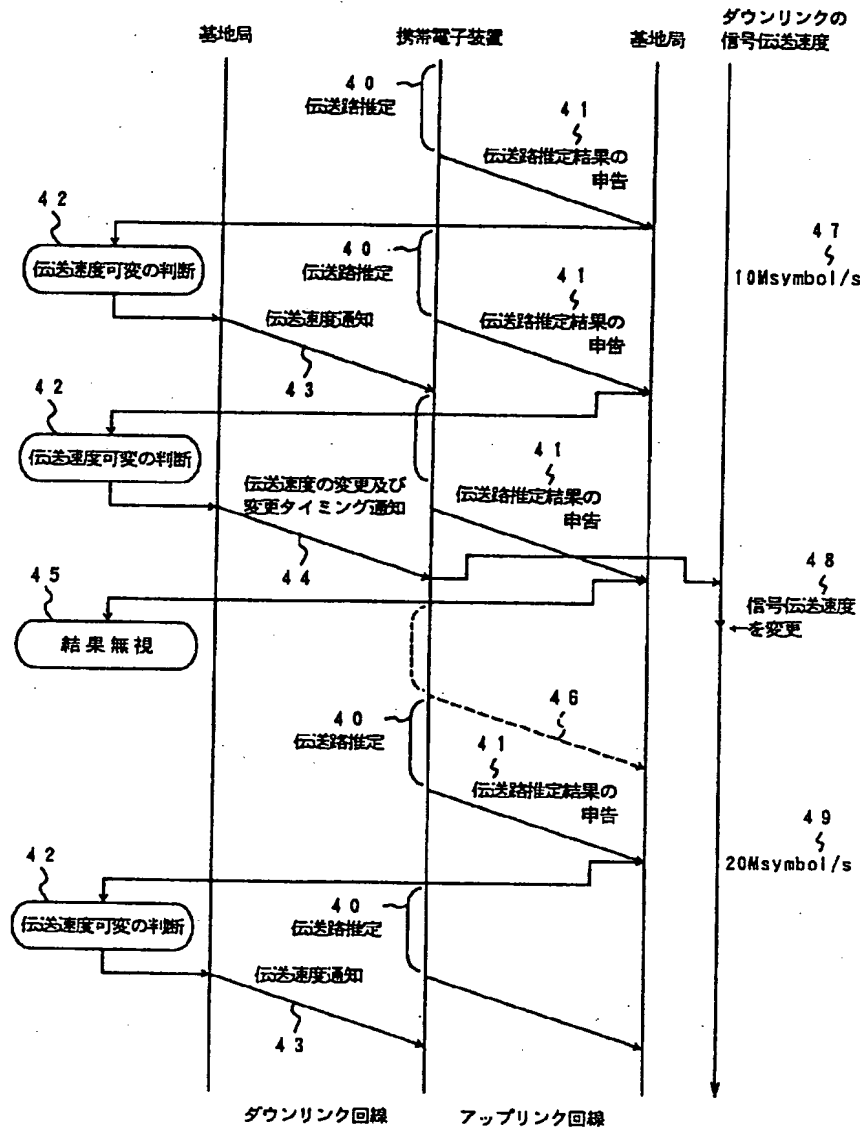 ダウンリンクの
信号伝送速度
基地局
携帯電子装置
基地局
40
伝送路推定
41
伝送路推定結果の
申告
42
伝送速度可変の判断
40
伝送路推定
41
伝送路推定結果の
申告
47
10Msymbol/s
伝送速度通知
43
42
伝送速度可変の判断
41
伝送路推定結果の
申告
伝送速度の変更及び
変更タイミング通知
44
45
結果無視
48
信号伝送速度
←を変更
46
40
伝送路推定
41
伝送路推定結果の
申告
49
20Msymbol/s
42
伝送速度可変の判断
40
伝送路推定
伝送速度通知
43
ダウンリンク回線
アップリンク回線